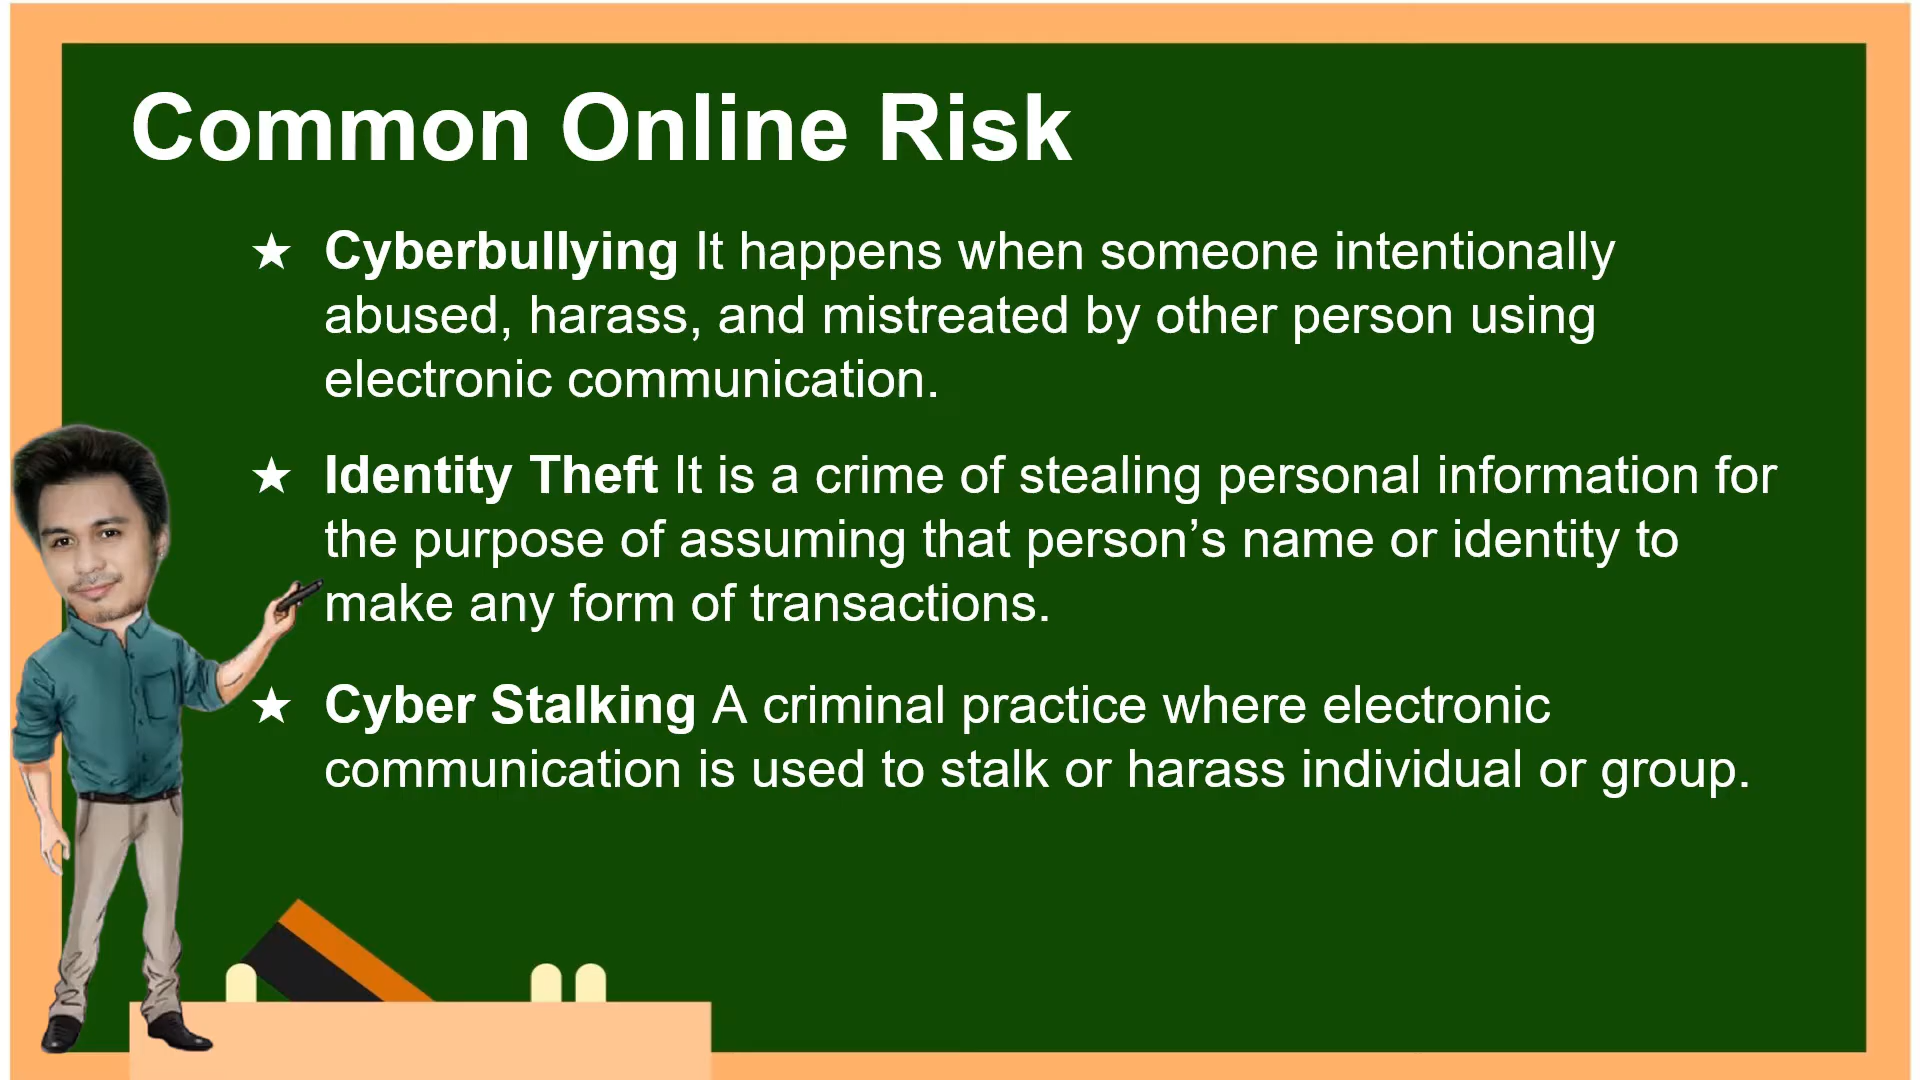 Common Online Risk
★ Cyberbullying It happens when someone intentionally
abused, harass, and mistreated by other person using
electronic communication.
★ Identity Theft It is a crime of stealing personal information for
the purpose of assuming that person’s name or identity to
make any form of transactions.
★ Cyber Stalking A criminal practice where electronic
communication is used to stalk or harass individual or group.